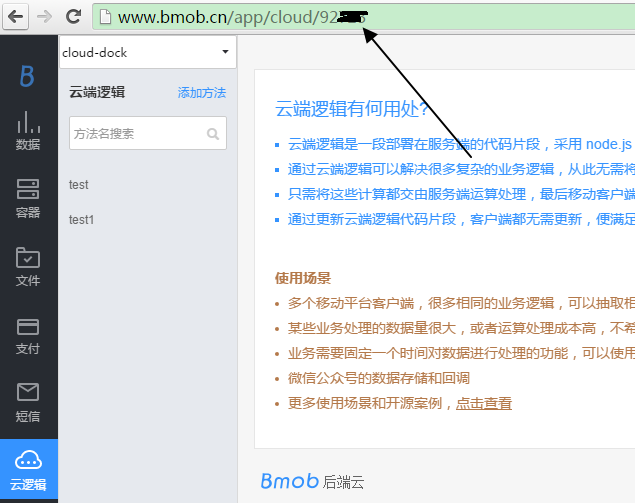 www.bmob.cn/app/cloud/92
B
cloud-dock
云端逻辑 添加方法
方法名搜索
test
test1
数据
容器
文件
支付
短信
云逻辑
云端逻辑有何用处?
云端逻辑是一段部署在服务端的代码片段，采用 node.js
通过云端逻辑可以解决很多复杂的业务逻辑，从此无需将
只需将这些计算都交由服务端运算处理，最后移动客户端
通过更新云端逻辑代码片段，客户端都无需更新，便满足
使用场景
多个移动平台客户端，很多相同的业务逻辑，可以抽取相
某些业务处理的数据量很大，或者运算处理成本高，不希
业务需要固定一个时间对数据进行处理的功能，可以使用
微信公众号的数据存储和回调
更多使用场景和开源案例，点击查看
Bmob 后端云